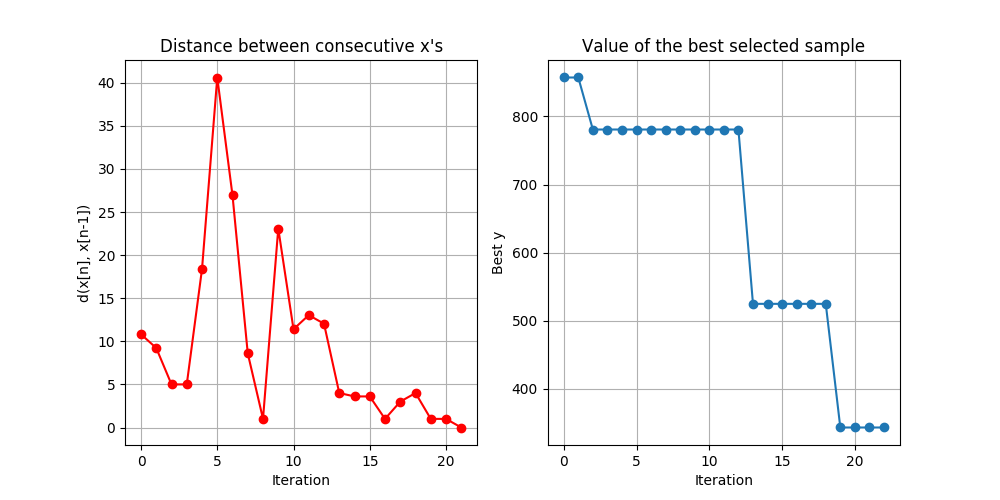 Distance between consecutive x's
d(x[n], x[n-1])
40
35
30
25
20
15
10
5
0
0 5 10 15 20
Iteration
Value of the best selected sample
Best y
800
700
600
500
400
0 5 10 15 20
Iteration